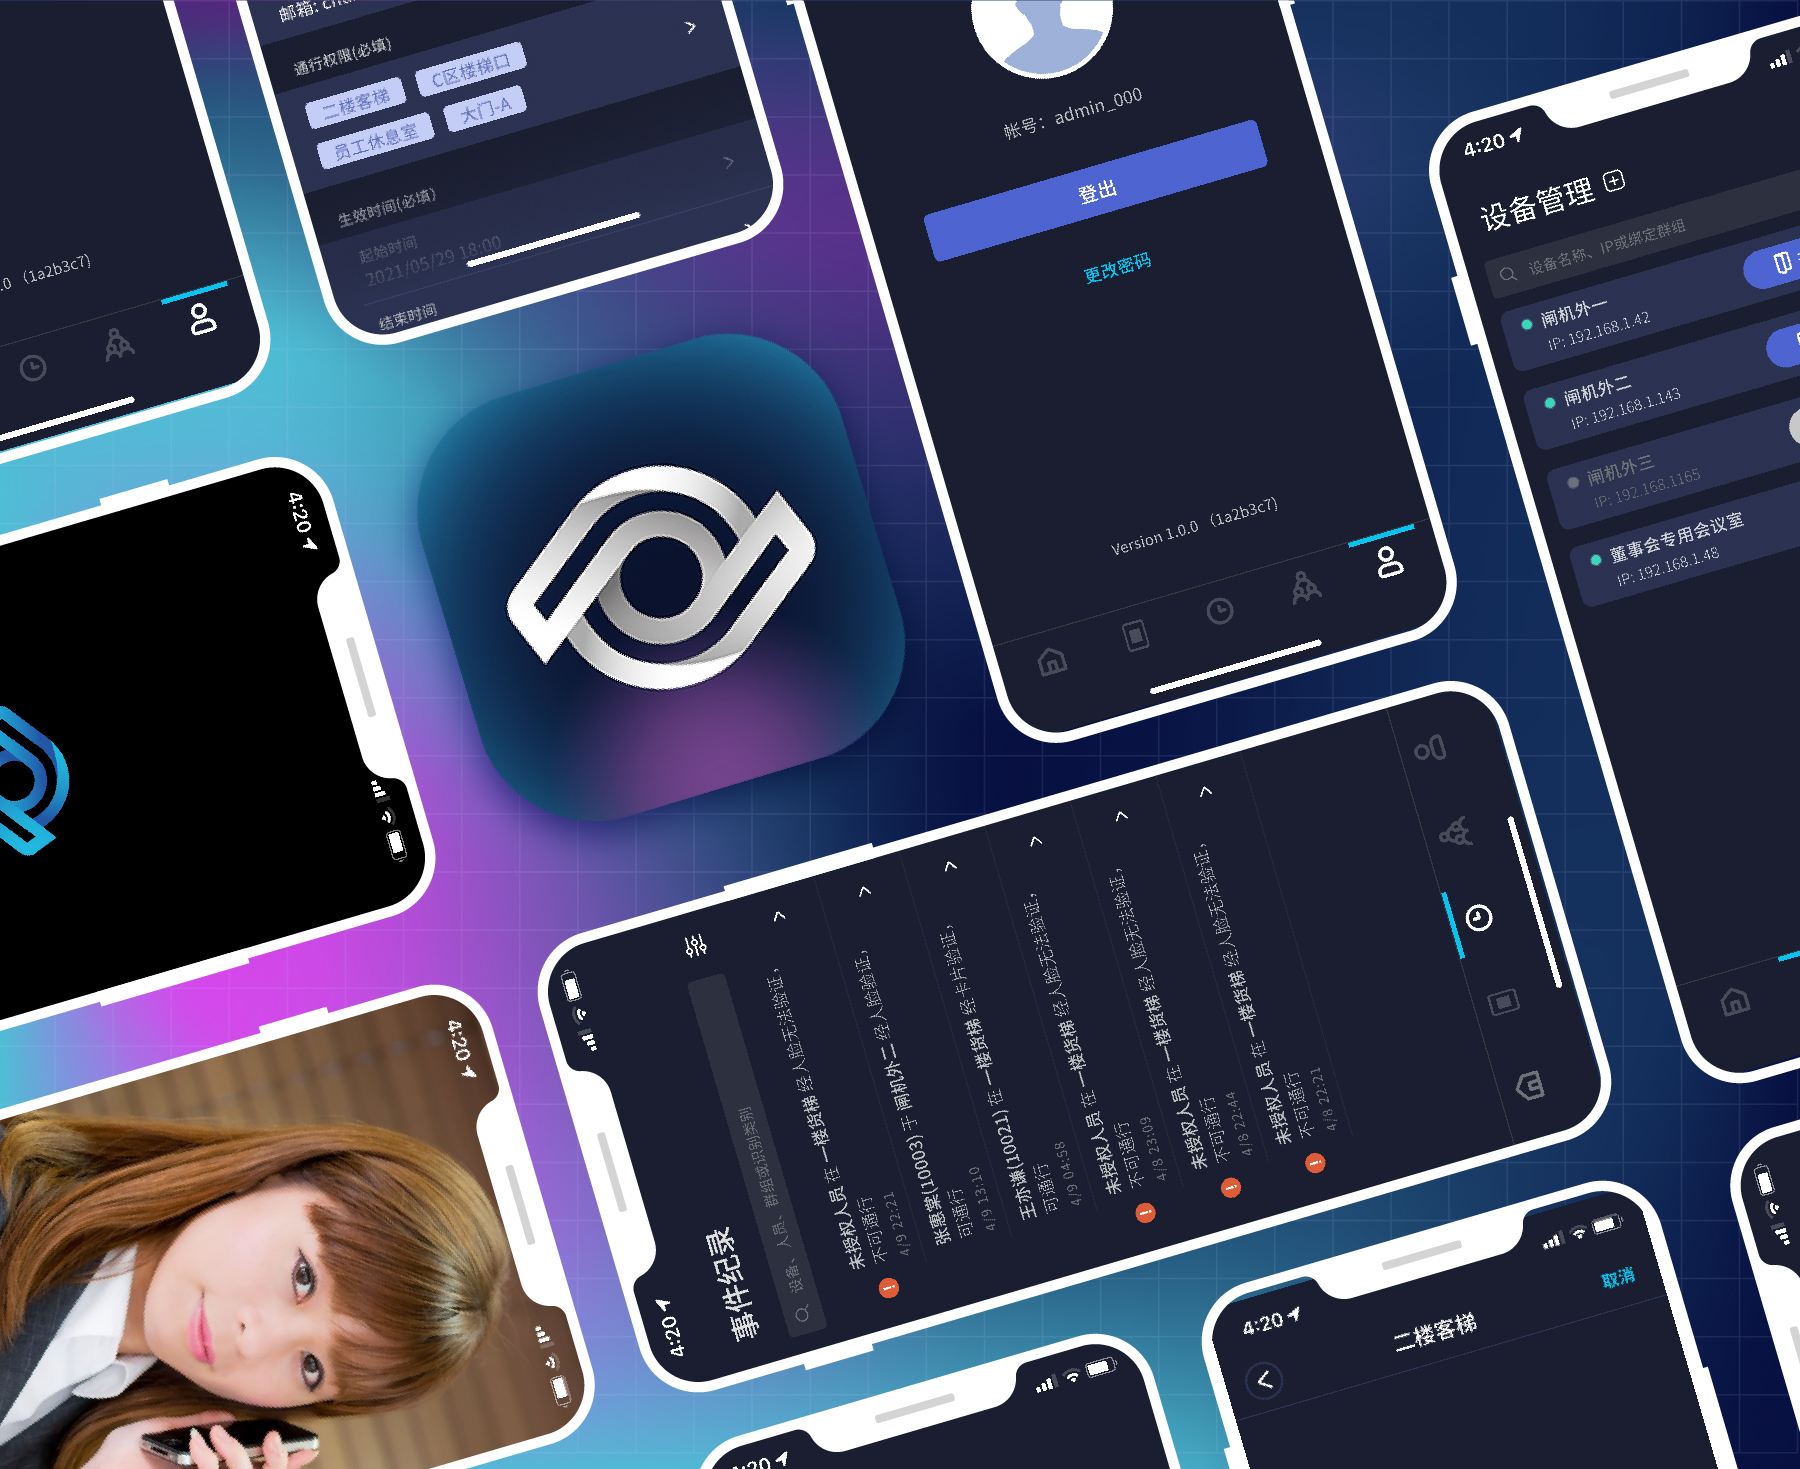 .0 （1a2b3c7）
邮箱:
通行权限(必填)
二楼客梯
C区楼梯口
员工休息室
大门-A
生效时间(必填)
起始时间
2021/05/29 18:00
结束时间
帐号：admin_000
登出
更改密码
Version 1.0.0 （1a2b3c7）
4:20
设备管理
设备名称、IP或绑定群组
闸机外一
IP: 192.168.1.42
闸机外二
IP: 192.168.1.143
闸机外三
IP: 192.168.1165
董事会专用会议室
IP: 192.168.1.48
4:20
4:20
4:20
事件纪录
设备、人员、群组或识别类别
未授权人员 在 一楼货梯 经人脸无法验证，
不可通行
4/9 22:21
张惠棠(10003) 于 闸机外二 经人脸验证，
可通行
4/9 13:10
王亦谦(10021) 在 一楼货梯 经卡片验证，
可通行
4/9 04:58
未授权人员 在 一楼货梯 经人脸无法验证，
不可通行
4/8 23:09
未授权人员 在 一楼货梯 经人脸无法验证，
不可通行
4/8 22:44
未授权人员 在 一楼货梯 经人脸无法验证，
不可通行
4/8 22:21
4:20
取消
二楼客梯
:20